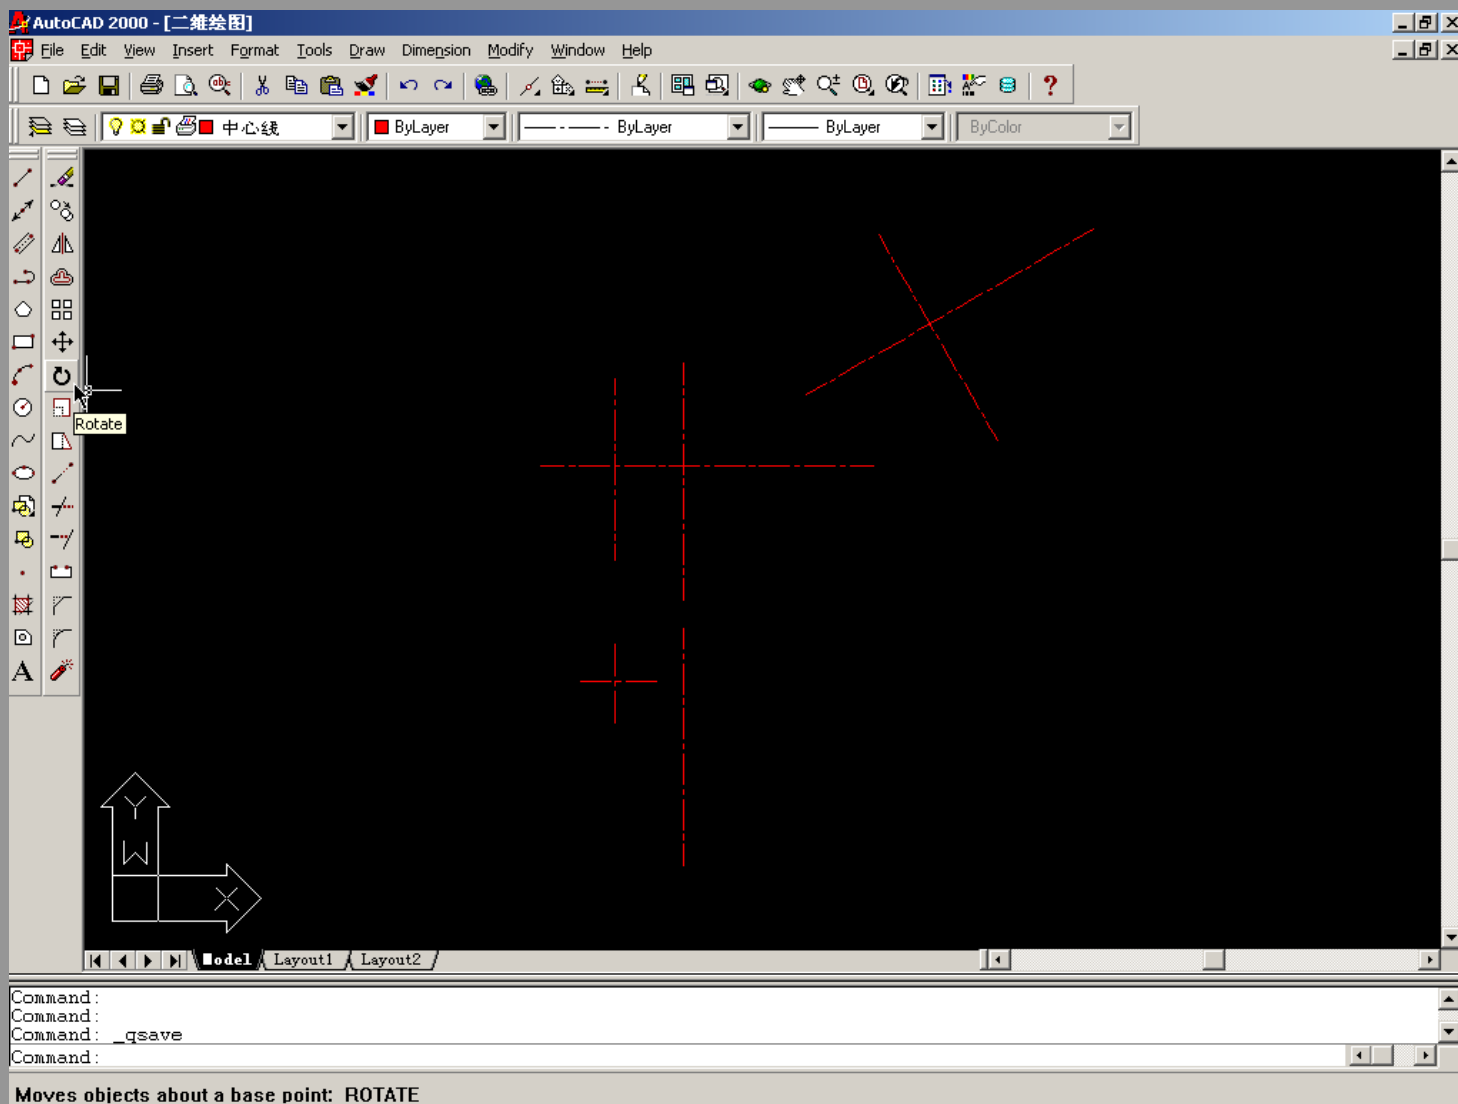 AutoCAD 2000 - [二维绘图]
File Edit View Insert Format Tools Draw Dimension Modify Window Help
中心线 ByLayer ByLayer ByLayer ByColor
A
Rotate
Y
W
X
Model Layout1 Layout2
Command:
Command:
Command: _qsave
Command:
Moves objects about a base point: ROTATE